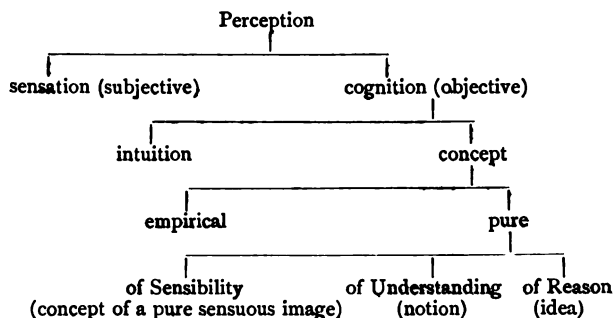 Perception
sensation (subjective) cognition (objective)
intuition concept
empirical pure
of Sensibility of Understanding of Reason
(concept of a pure sensuous image) (notion) (idea)